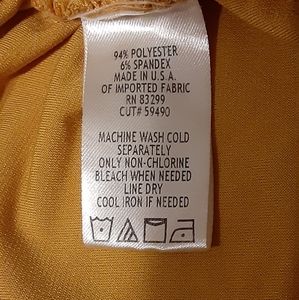 94% POLYESTER
6% SPANDEX
MADE IN U.S.A.
OF IMPORTED FABRIC
RN 83299
CUT# 59490
MACHINE WASH COLD
SEPARATELY
ONLY NON-CHLORINE
BLEACH WHEN NEEDED
LINE DRY
COOL IRON IF NEEDED